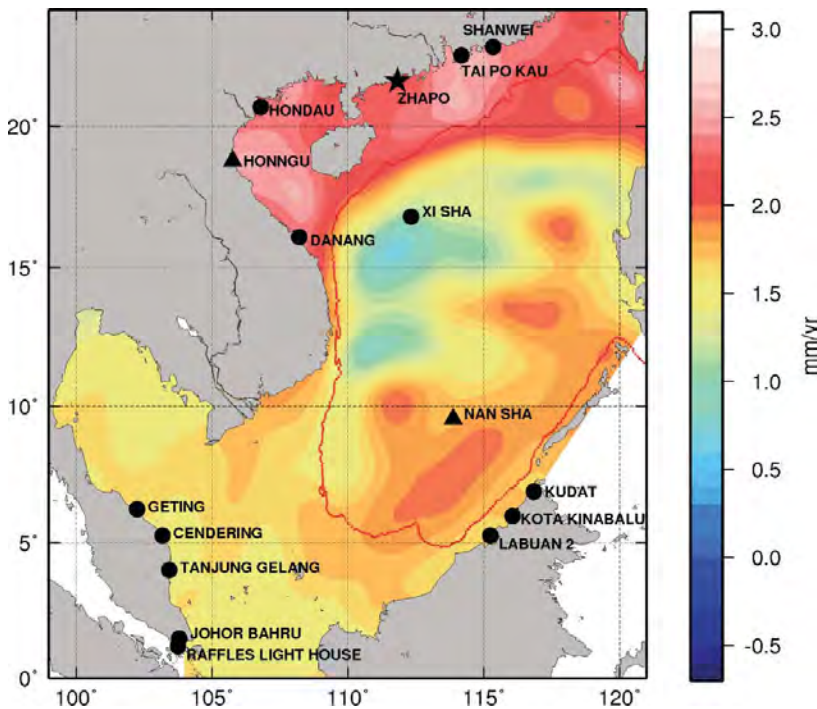 SHANWEI
TAI PO KAU
ZHAPO
HONDAU
HONNGU
XI SHA
DANANG
NAN SHA
KUDAT
GETING
KOTA KINABALU
CENDERING
LABUAN 2
TANJUNG GELANG
JOHOR BAHRU
RAFFLES LIGHT HOUSE
20°
15°
10°
5°
0°
100°
105°
110°
115°
120°
3.0
2.5
2.0
1.5
1.0
0.5
0.0
-0.5
mm/yr